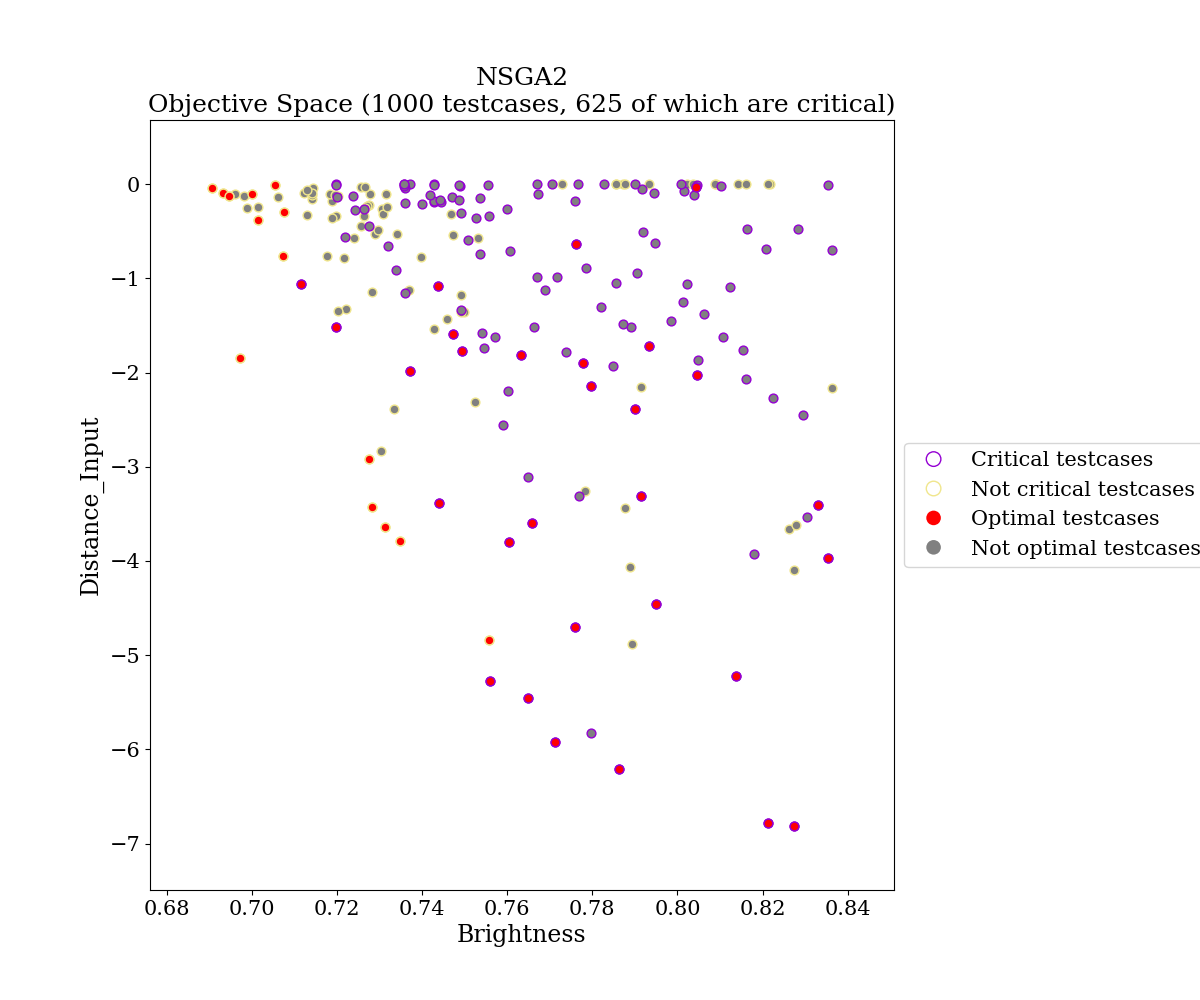 NSGA2
Objective Space (1000 testcases, 625 of which are critical)
0
−1
−2
−3
−4
−5
−6
−7
Distance_Input
0.68 0.70 0.72 0.74 0.76 0.78 0.80 0.82 0.84
Brightness
Critical testcases
Not critical testcases
Optimal testcases
Not optimal testcases